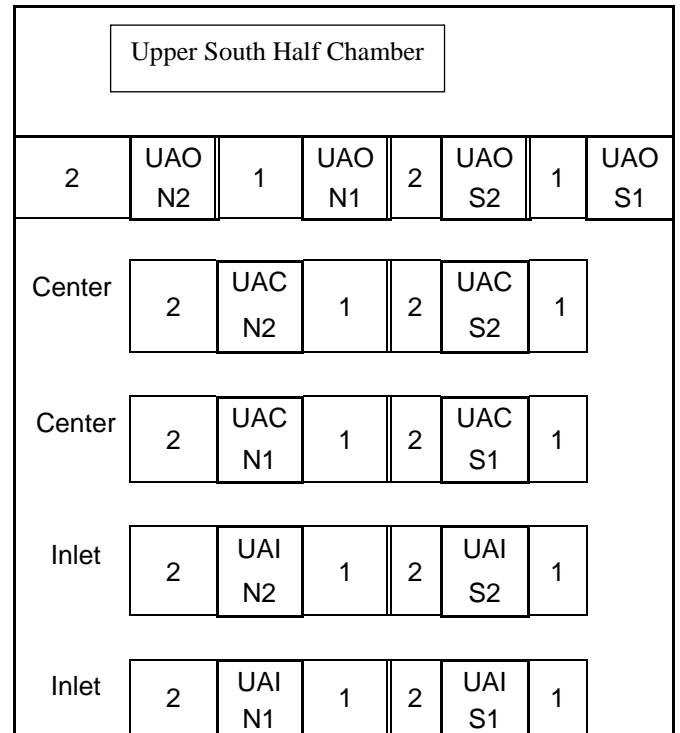 Upper South Half Chamber
2 UAO N2 1 UAO N1 2 UAO S2 1 UAO S1
Center 2 UAC N2 1 2 UAC S2 1
Center 2 UAC N1 1 2 UAC S1 1
Inlet 2 UAI N2 1 2 UAI S2 1
Inlet 2 UAI N1 1 2 UAI S1 1